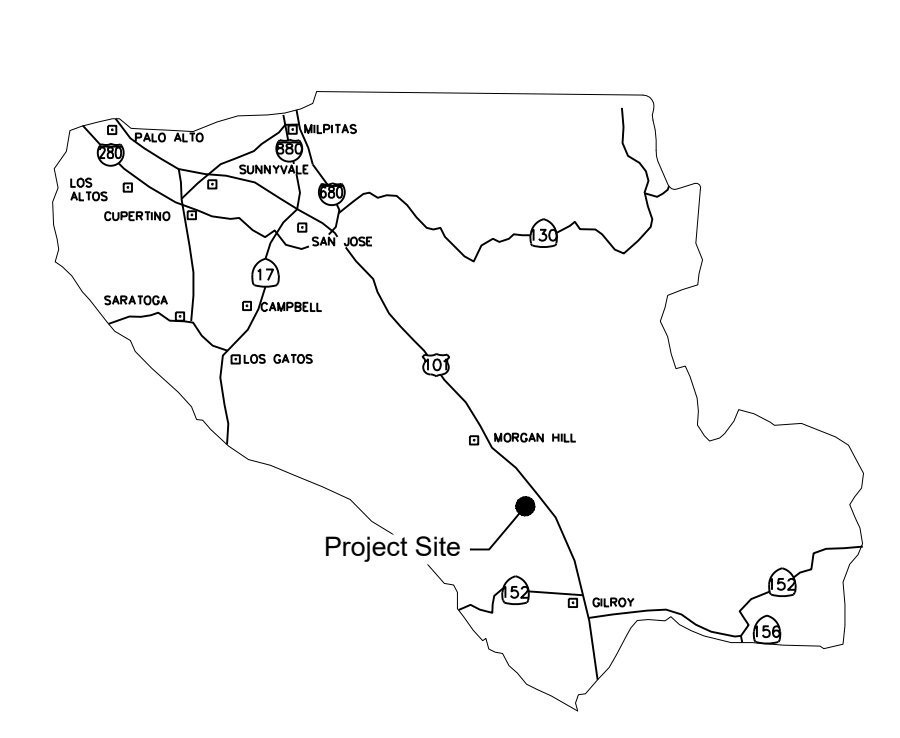 MILPITAS
PALO ALTO
880
280
SUNNYVALE
LOS
ALTOS
680
CUPERTINO
130
SAN JOSE
17
SARATOGA
CAMPBELL
LOS GATOS
101
MORGAN HILL
Project Site
152
152
GILROY
156